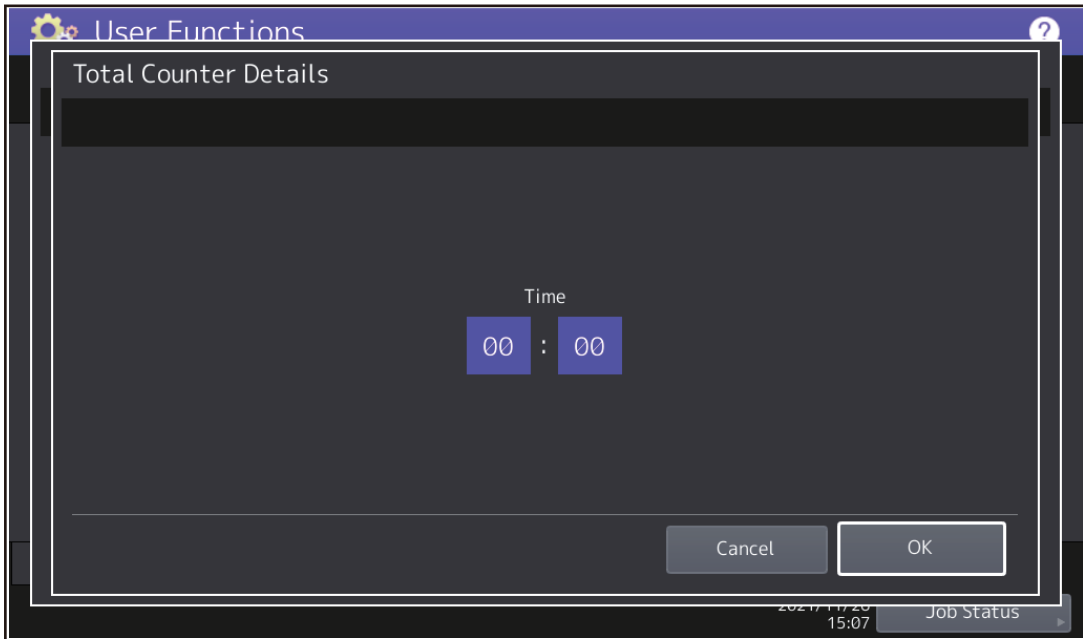 User Functions
?
Total Counter Details
Time
00 : 00
Cancel
OK
15:07
Job Status